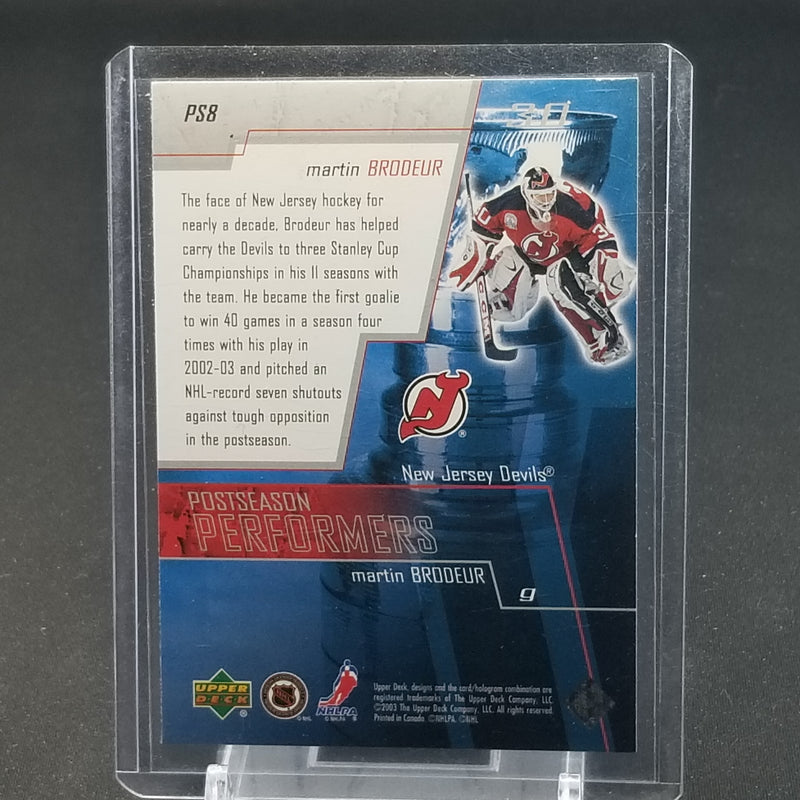 PS8
30
martin BRODEUR
The face of New Jersey hockey for
nearly a decade, Brodeur has helped
carry the Devils to three Stanley Cup
Championships in his 11 seasons with
the team. He became the first goalie
to win 40 games in a season four
times with his play in
2002-03 and pitched an
NHL-record seven shutouts
against tough opposition
in the postseason.
New Jersey Devils®
POSTSEASON
PERFORMERS
martin BRODEUR
g
UPPER
DECK
®
NHL
©NHL
NHLPA
©NHLPA
Upper Deck, designs and the card/hologram combination are
registered trademarks of The Upper Deck Company, LLC.
©2003 The Upper Deck Company, LLC. All rights reserved.
Printed in Canada. ©NHLPA. ©NHL